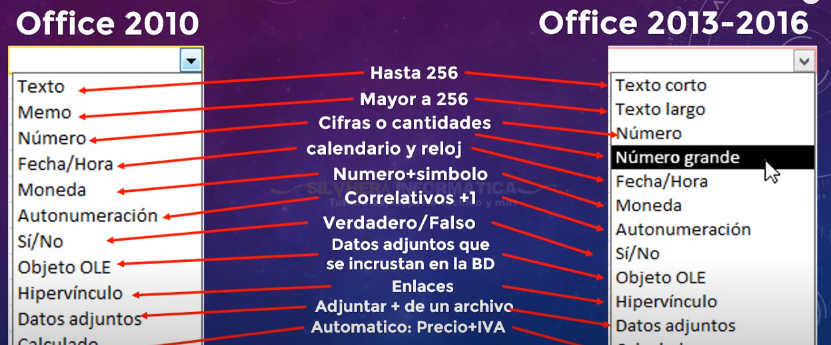 Office 2010
Office 2013-2016
Texto
Memo
Número
Fecha/Hora
Moneda
Autonumeración
Sí/No
Objeto OLE
Hipervínculo
Datos adjuntos
Calculado
Hasta 256
Mayor a 256
Cifras o cantidades
calendario y reloj
Numero+simbolo
SILVNERA INFORMATICA
Correlativos +1
Verdadero/Falso
Datos adjuntos que
se incrustan en la BD
Enlaces
Adjuntar + de un archivo
Automatico: Precio+IVA
Texto corto
Texto largo
Número
Número grande
Fecha/Hora
Moneda
Autonumeración
Sí/No
Objeto OLE
Hipervínculo
Datos adjuntos